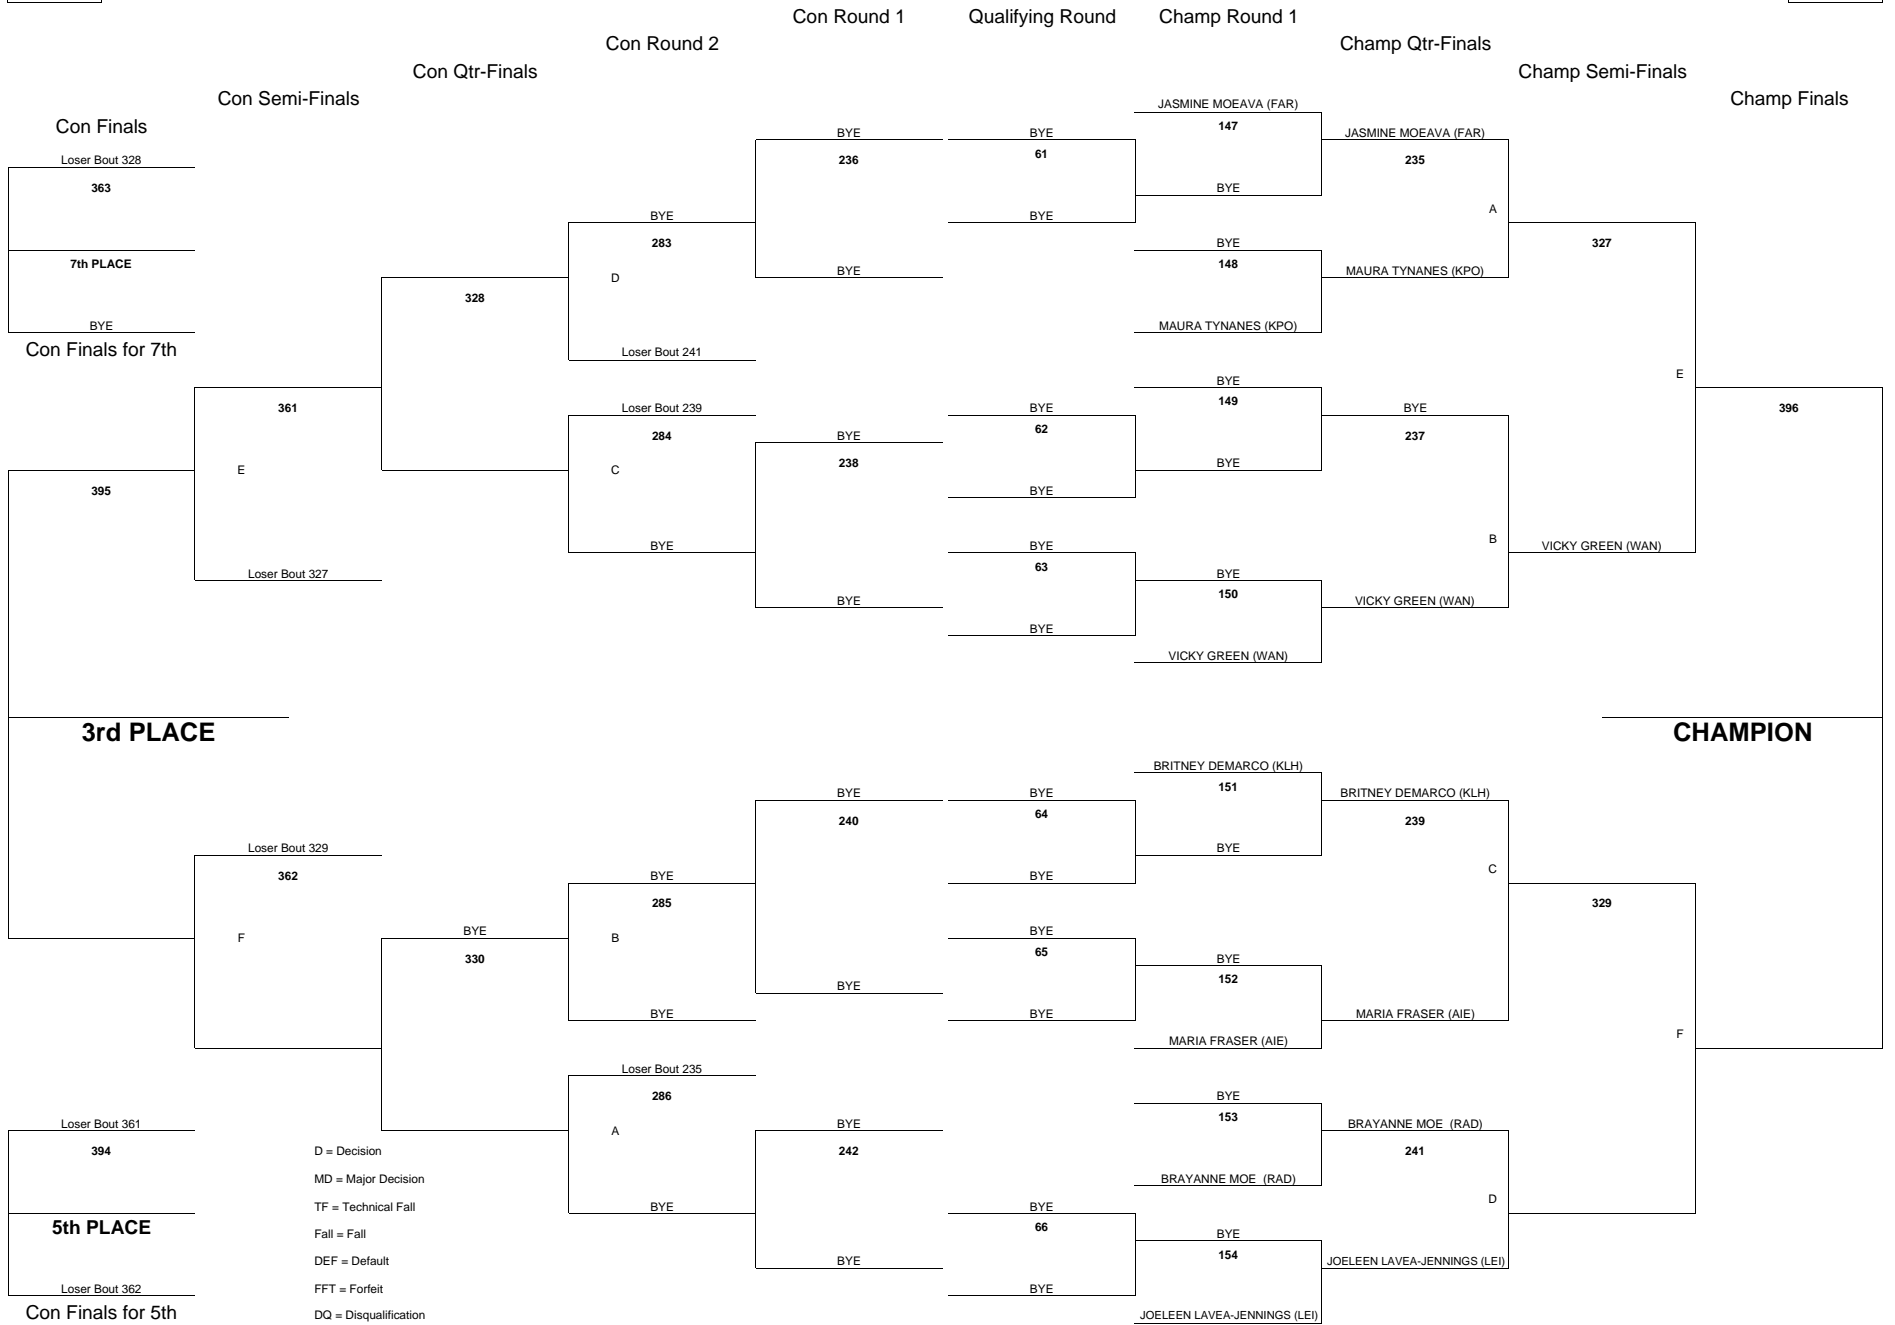 Con Round 1 Qualifying Round Champ Round 1
Con Round 2 Champ Qtr-Finals
Con Qtr-Finals Champ Semi-Finals
Con Semi-Finals Champ Finals
Con Finals
Loser Bout 328
363
7th PLACE
BYE
Con Finals for 7th
395
3rd PLACE
Loser Bout 361
394
5th PLACE
Loser Bout 362
Con Finals for 5th
361
E
Loser Bout 327
Loser Bout 329
362
F
D = Decision
MD = Major Decision
TF = Technical Fall
Fall = Fall
DEF = Default
FFT = Forfeit
DQ = Disqualification
328
BYE
330
BYE
283
D
Loser Bout 241
Loser Bout 239
284
C
BYE
BYE
285
B
BYE
Loser Bout 235
286
A
BYE
BYE
236
BYE
BYE
238
BYE
BYE
240
BYE
BYE
242
BYE
BYE
61
BYE
BYE
62
BYE
BYE
63
BYE
BYE
64
BYE
BYE
65
BYE
BYE
66
BYE
JASMINE MOEAVA (FAR)
147
BYE
BYE
148
MAURA TYNANES (KPO)
BYE
149
BYE
BYE
150
VICKY GREEN (WAN)
BRITNEY DEMARCO (KLH)
151
BYE
BYE
152
MARIA FRASER (AIE)
BYE
153
BRAYANNE MOE (RAD)
BYE
154
JOELEEN LAVEA-JENNINGS (LEI)
JASMINE MOEAVA (FAR)
235
A
MAURA TYNANES (KPO)
BYE
237
B
VICKY GREEN (WAN)
BRITNEY DEMARCO (KLH)
239
C
MARIA FRASER (AIE)
BRAYANNE MOE (RAD)
241
D
JOELEEN LAVEA-JENNINGS (LEI)
327
E
VICKY GREEN (WAN)
329
F
396
CHAMPION